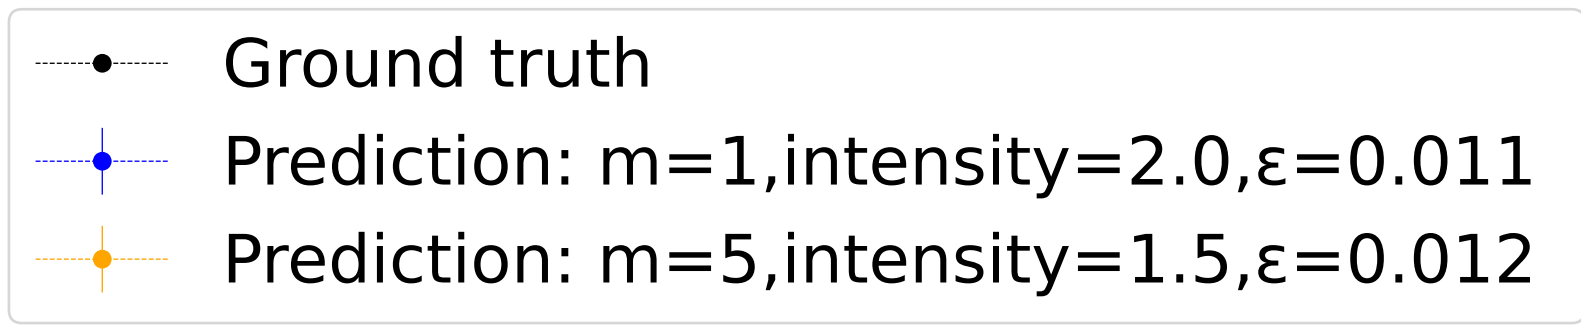 Ground truth
Prediction: m=1,intensity=2.0,ε=0.011
Prediction: m=5,intensity=1.5,ε=0.012